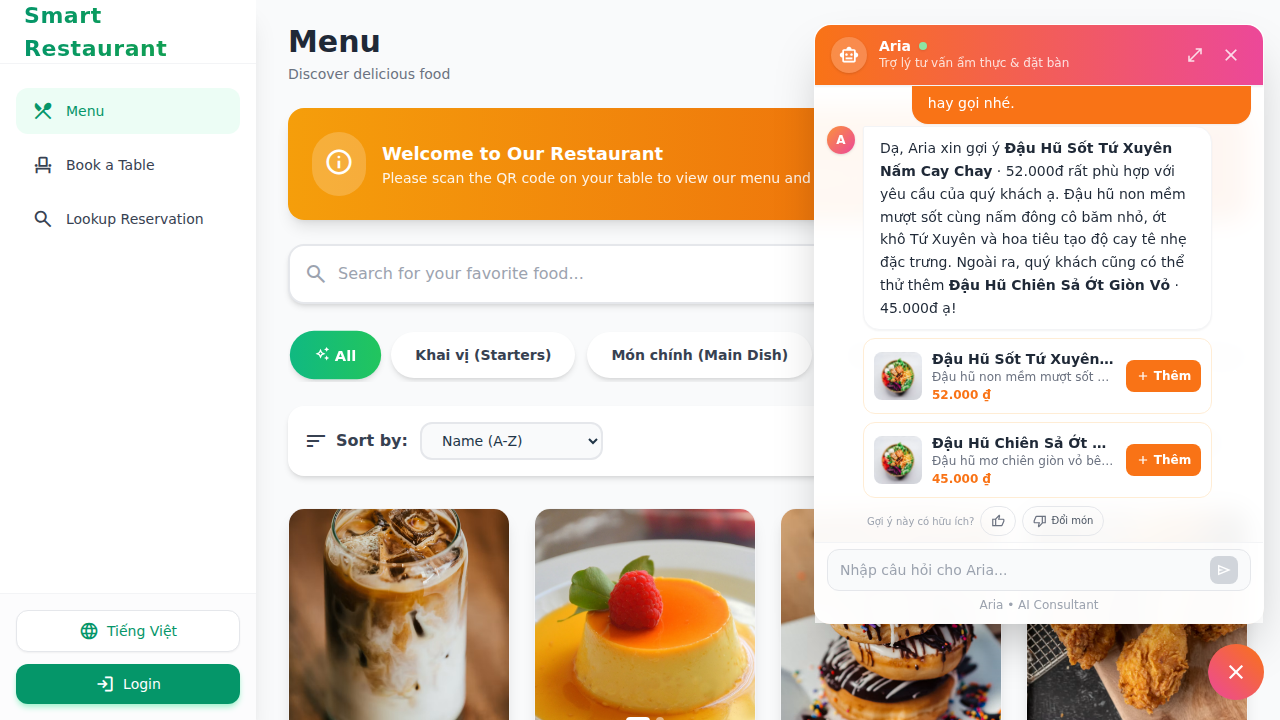 Smart
Restaurant
Menu
Book a Table
Lookup Reservation
Tiếng Việt
Login
Menu
Discover delicious food
Welcome to Our Restaurant
Please scan the QR code on your table to view our menu and
Search for your favorite food...
All
Khai vị (Starters)
Món chính (Main Dish)
Sort by:
Name (A-Z)
Aria
Trợ lý tư vấn ẩm thực & đặt bàn
hay gọi nhé.
A
Dạ, Aria xin gợi ý Đậu Hũ Sốt Tứ Xuyên
Nấm Cay Chay · 52.000đ rất phù hợp với
yêu cầu của quý khách ạ. Đậu hũ non mềm
mượt sốt cùng nấm đông cô băm nhỏ, ớt
khô Tứ Xuyên và hoa tiêu tạo độ cay tê nhẹ
đặc trưng. Ngoài ra, quý khách cũng có thể
thử thêm Đậu Hũ Chiên Sả Ớt Giòn Vỏ ·
45.000đ ạ!
Đậu Hũ Sốt Tứ Xuyên...
Đậu hũ non mềm mượt sốt ...
52.000 ₫
+ Thêm
Đậu Hũ Chiên Sả Ớt ...
Đậu hũ mơ chiên giòn vỏ bê...
45.000 ₫
+ Thêm
Gợi ý này có hữu ích?
Đổi món
Nhập câu hỏi cho Aria...
Aria • AI Consultant